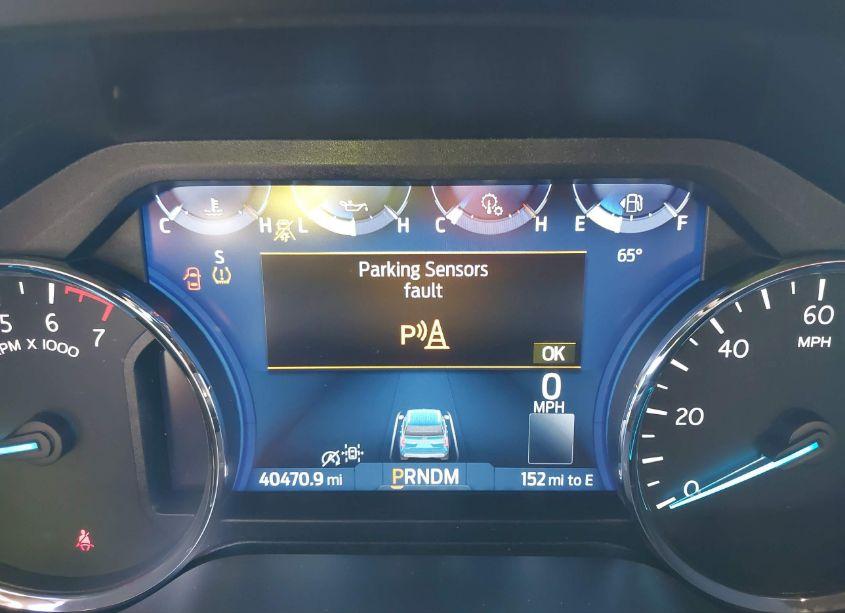 C H L H C H E F
S
65°
Parking Sensors
fault
P
OK
5 6 7
RPM X 1000
0
MPH
0 20 40 60
MPH
40470.9 mi
PRNDM
152 mi to E